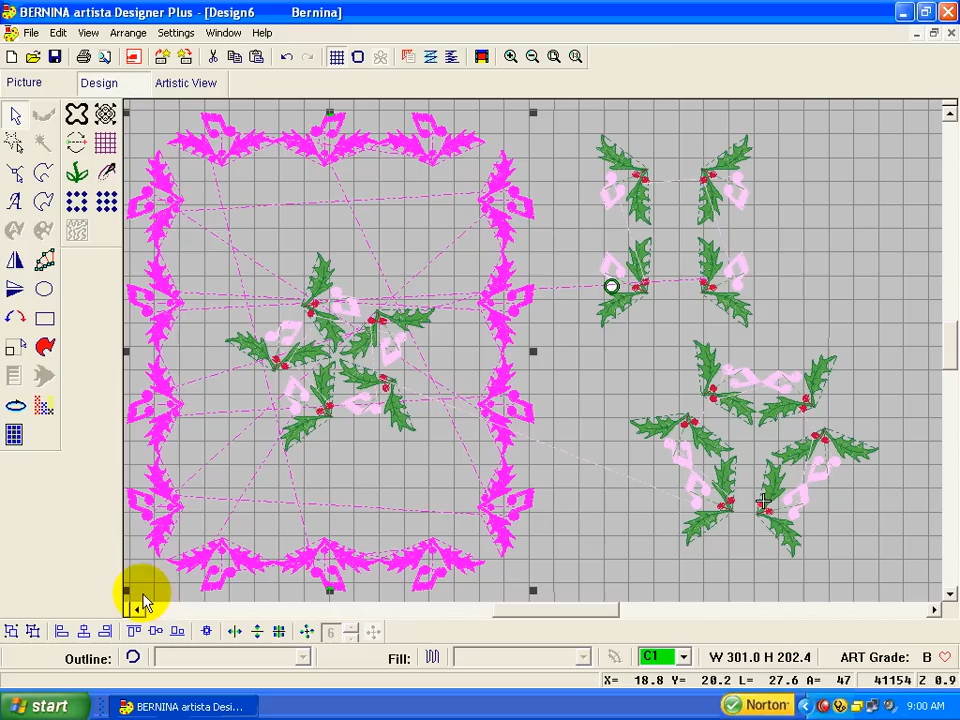 BERNINA artista Designer Plus - [Design6 Bernina]
File Edit View Arrange Settings Window Help
Picture Design Artistic View
A
6
Outline: Fill: C1 W 301.0 H 202.4 ART Grade: B
X= 18.8 Y= 20.2 L= 27.6 A= 47 41154 Z 0.9
start BERNINA artista Desi... Norton 9:00 AM